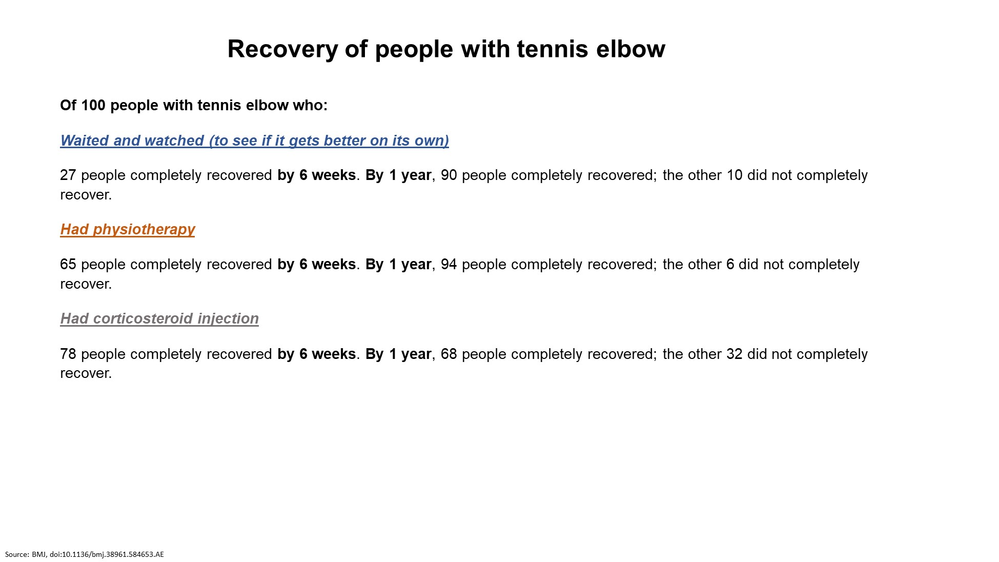 Recovery of people with tennis elbow
Of 100 people with tennis elbow who:
Waited and watched (to see if it gets better on its own)
27 people completely recovered by 6 weeks. By 1 year, 90 people completely recovered; the other 10 did not completely
recover.
Had physiotherapy
65 people completely recovered by 6 weeks. By 1 year, 94 people completely recovered; the other 6 did not completely
recover.
Had corticosteroid injection
78 people completely recovered by 6 weeks. By 1 year, 68 people completely recovered; the other 32 did not completely
recover.
Source: BMJ, doi:10.1136/bmj.38961.584653.AE